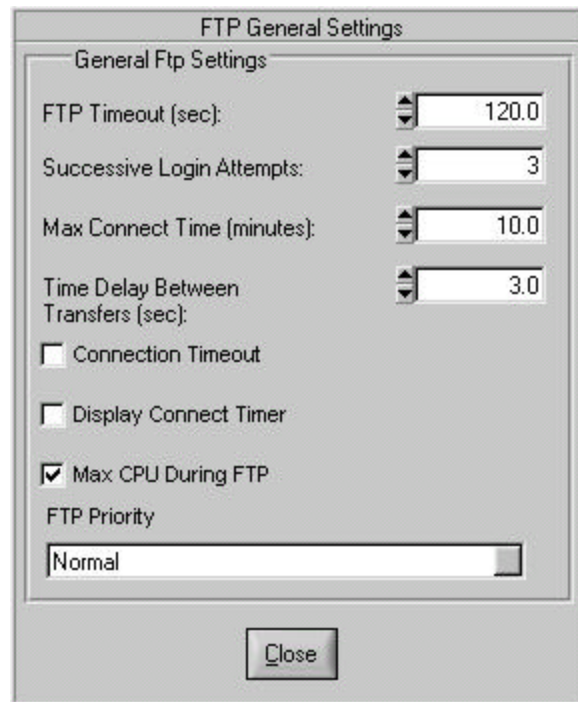 FTP General Settings
General Ftp Settings
FTP Timeout (sec): 120.0
Successive Login Attempts: 3
Max Connect Time (minutes): 10.0
Time Delay Between 3.0
Transfers (sec):
Connection Timeout
Display Connect Timer
Max CPU During FTP
FTP Priority
Normal
Close